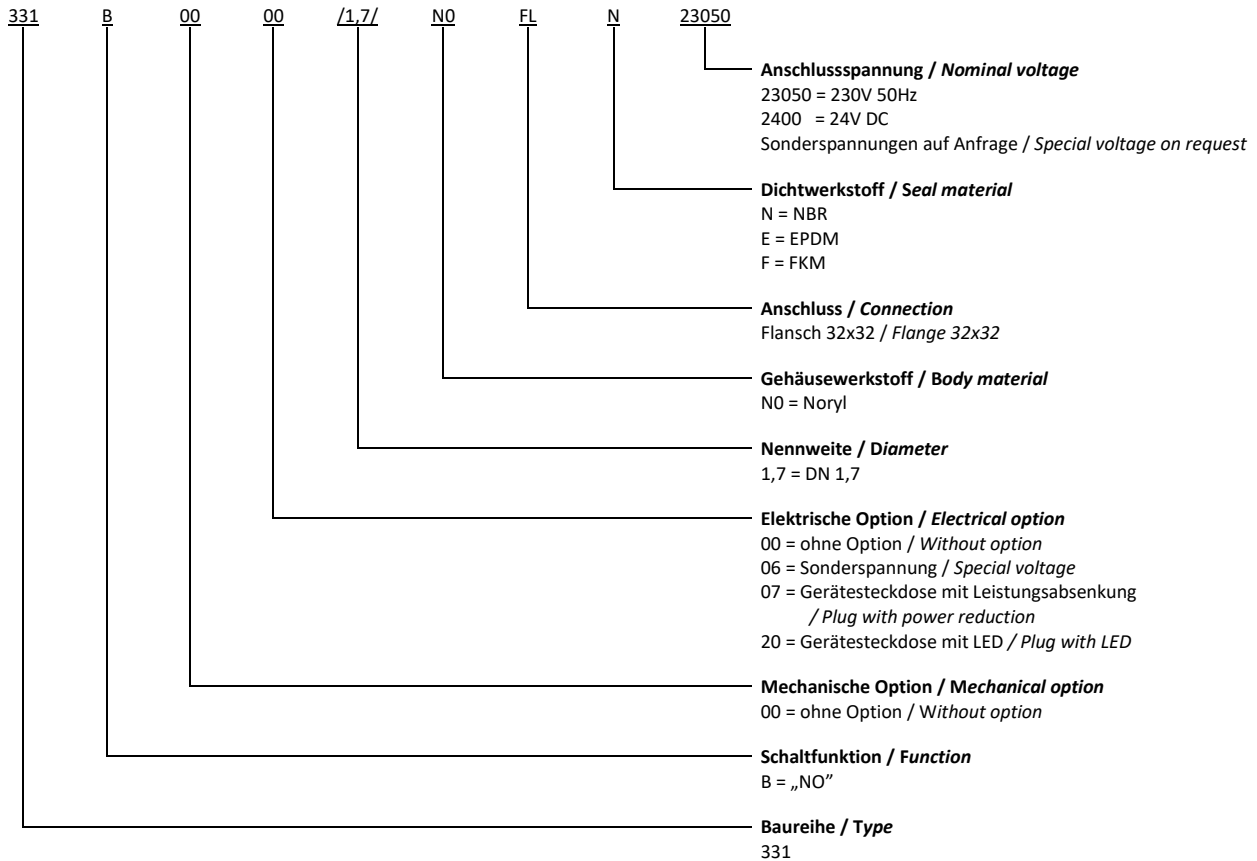 331 B 00 00 /1,7/ N0 FL N 23050
Anschlussspannung / Nominal voltage
23050 = 230V 50Hz
2400 = 24V DC
Sonderspannungen auf Anfrage / Special voltage on request
Dichtwerkstoff / Seal material
N = NBR
E = EPDM
F = FKM
Anschluss / Connection
Flansch 32x32 / Flange 32x32
Gehäusewerkstoff / Body material
N0 = Noryl
Nennweite / Diameter
1,7 = DN 1,7
Elektrische Option / Electrical option
00 = ohne Option / Without option
06 = Sonderspannung / Special voltage
07 = Gerätesteckdose mit Leistungsabsenkung
/ Plug with power reduction
20 = Gerätesteckdose mit LED / Plug with LED
Mechanische Option / Mechanical option
00 = ohne Option / Without option
Schaltfunktion / Function
B = „NO”
Baureihe / Type
331